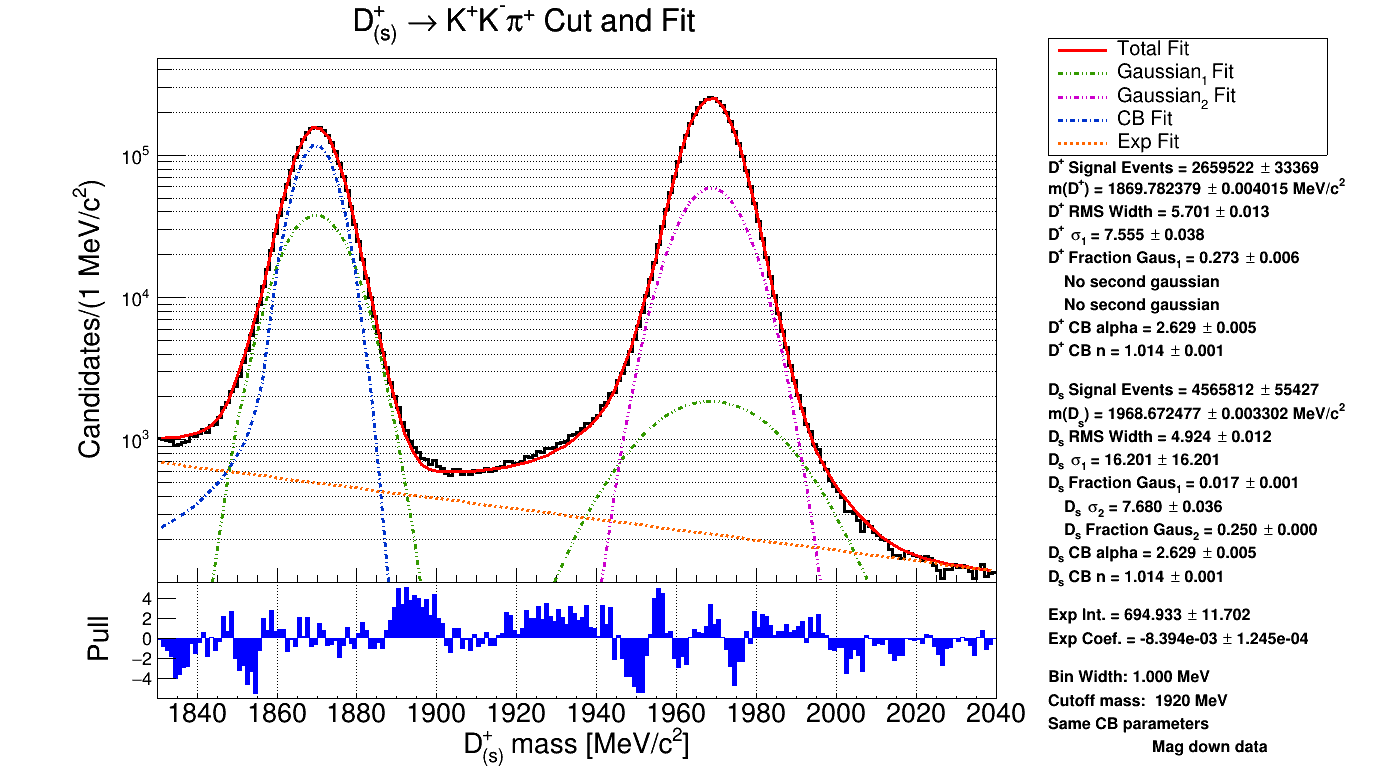 D⁺₍ₛ₎ → K⁺K⁻π⁺ Cut and Fit
Total Fit
Gaussian₁ Fit
Gaussian₂ Fit
CB Fit
Exp Fit
D⁺ Signal Events = 2659522 ± 33369
m(D⁺) = 1869.782379 ± 0.004015 MeV/c²
D⁺ RMS Width = 5.701 ± 0.013
D⁺ σ₁ = 7.555 ± 0.038
D⁺ Fraction Gaus₁ = 0.273 ± 0.006
No second gaussian
No second gaussian
D⁺ CB alpha = 2.629 ± 0.005
D⁺ CB n = 1.014 ± 0.001
Dₛ Signal Events = 4565812 ± 55427
m(Dₛ) = 1968.672477 ± 0.003302 MeV/c²
Dₛ RMS Width = 4.924 ± 0.012
Dₛ σ₁ = 16.201 ± 16.201
Dₛ Fraction Gaus₁ = 0.017 ± 0.001
Dₛ σ₂ = 7.680 ± 0.036
Dₛ Fraction Gaus₂ = 0.250 ± 0.000
Dₛ CB alpha = 2.629 ± 0.005
Dₛ CB n = 1.014 ± 0.001
Exp Int. = 694.933 ± 11.702
Exp Coef. = -8.394e-03 ± 1.245e-04
Bin Width: 1.000 MeV
Cutoff mass: 1920 MeV
Same CB parameters
Mag down data
Candidates/(1 MeV/c²)
10⁵
10⁴
10³
Pull
4
2
0
−2
−4
1840 1860 1880 1900 1920 1940 1960 1980 2000 2020 2040
D⁺₍ₛ₎ mass [MeV/c²]